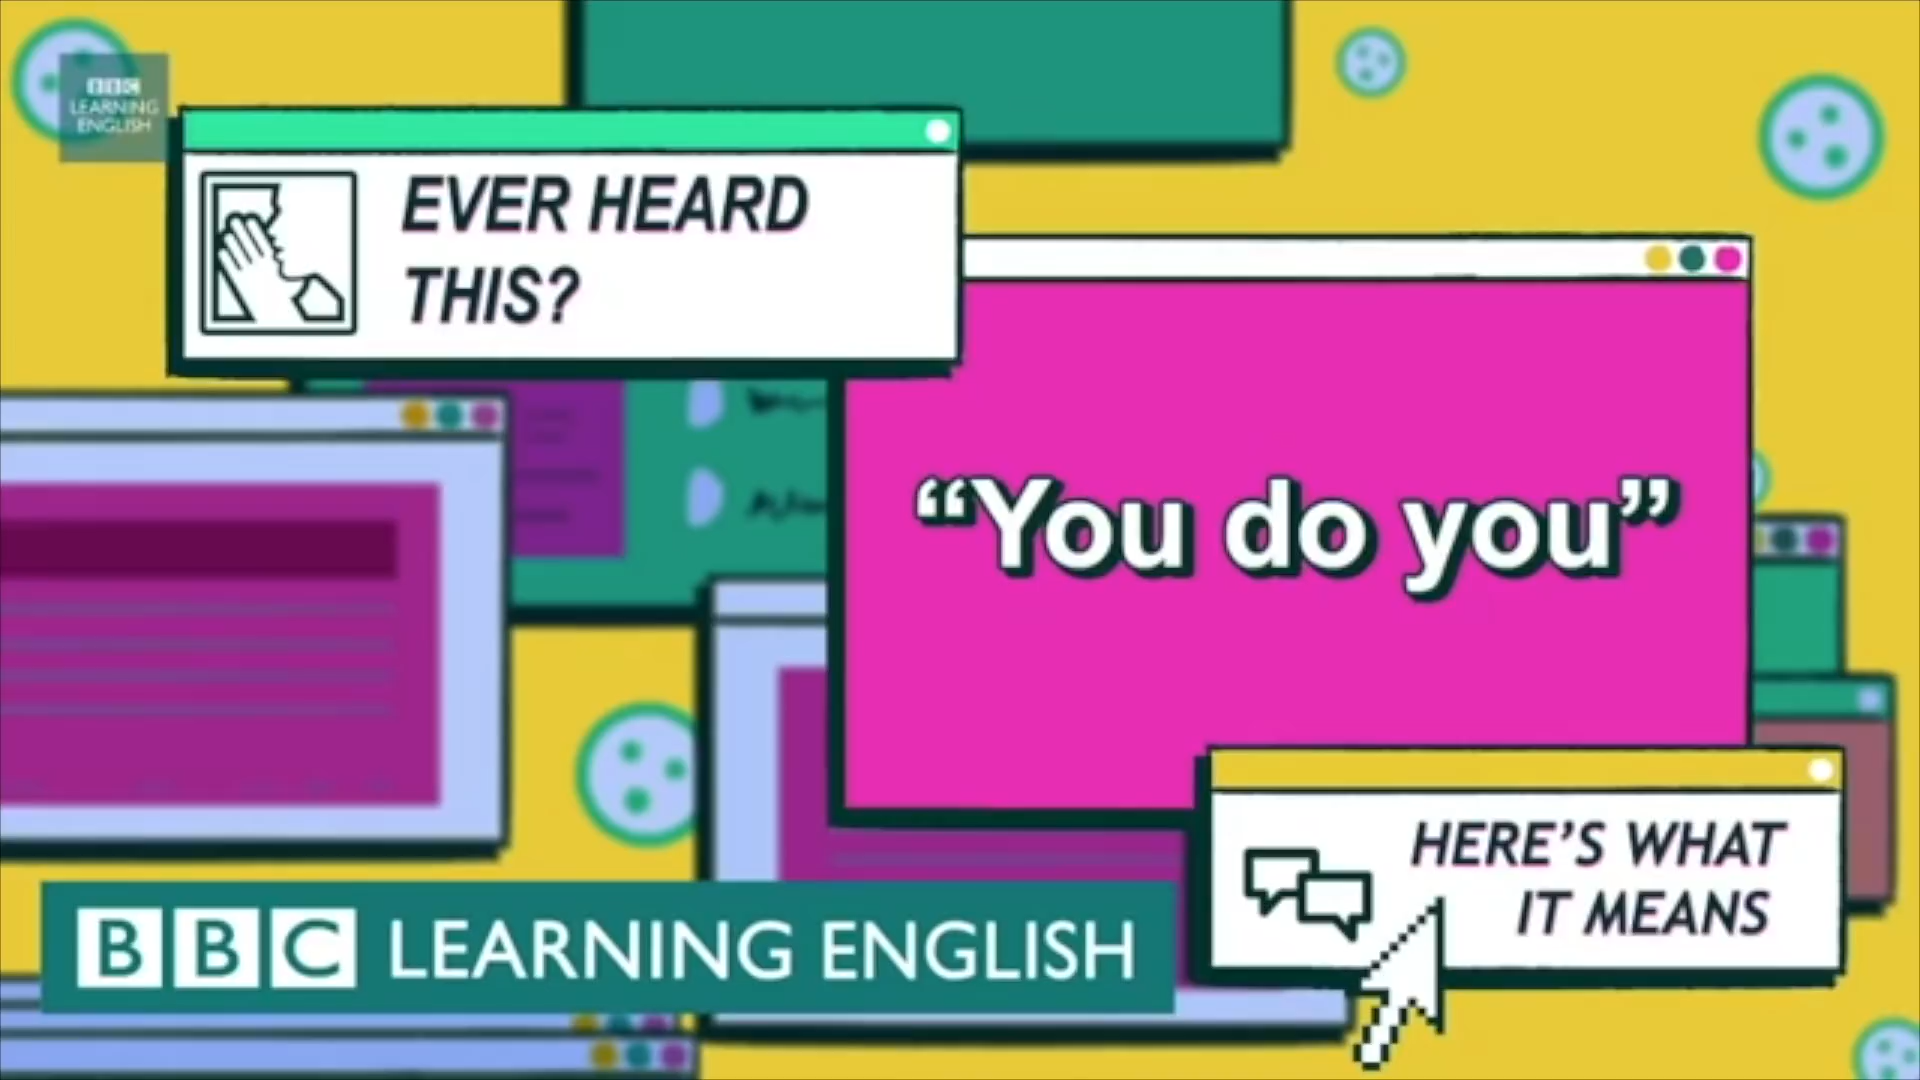 BBC
LEARNING
ENGLISH
EVER HEARD
THIS?
“You do you”
HERE’S WHAT
IT MEANS
BBC LEARNING ENGLISH